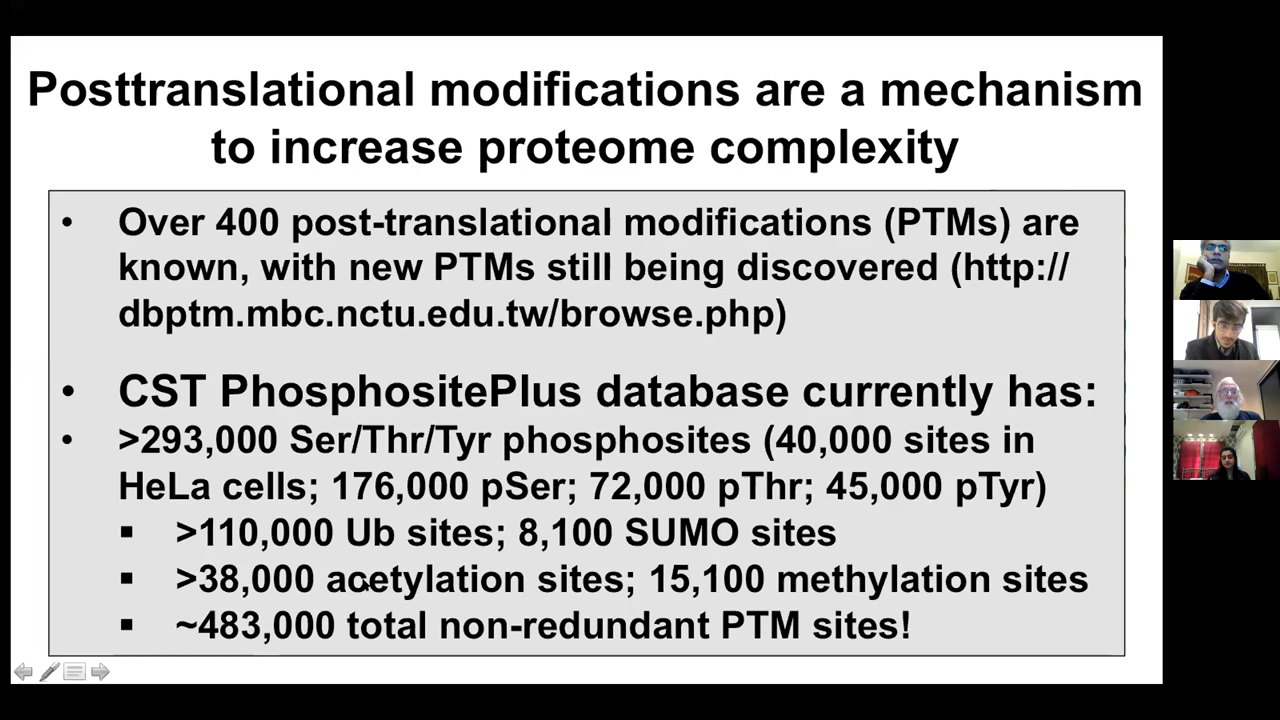 Posttranslational modifications are a mechanism
to increase proteome complexity
• Over 400 post-translational modifications (PTMs) are
known, with new PTMs still being discovered (http://
dbptm.mbc.nctu.edu.tw/browse.php)
• CST PhosphositePlus database currently has:
• >293,000 Ser/Thr/Tyr phosphosites (40,000 sites in
HeLa cells; 176,000 pSer; 72,000 pThr; 45,000 pTyr)
▪ >110,000 Ub sites; 8,100 SUMO sites
▪ >38,000 acetylation sites; 15,100 methylation sites
▪ ~483,000 total non-redundant PTM sites!